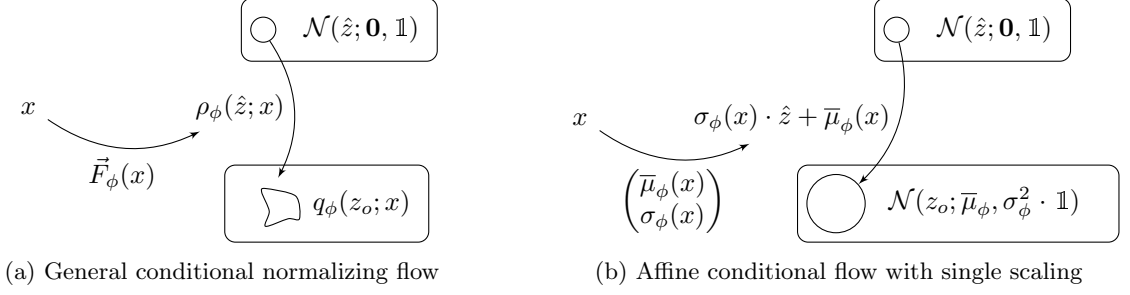 𝒩(ẑ; 𝟎, 𝟙)
x
ρ_ϕ(ẑ; x)
F⃗_ϕ(x)
q_ϕ(z_o; x)
(a) General conditional normalizing flow
𝒩(ẑ; 𝟎, 𝟙)
x
σ_ϕ(x) · ẑ + μ̅_ϕ(x)
(μ̅_ϕ(x)
σ_ϕ(x))
𝒩(z_o; μ̅_ϕ, σ_ϕ^2 · 𝟙)
(b) Affine conditional flow with single scaling